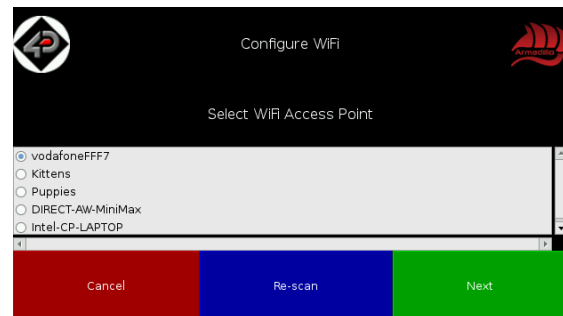 4D
Configure WiFi
Armadillo
Select WiFi Access Point
vodafoneFFF7
Kittens
Puppies
DIRECT-AW-MiniMax
Intel-CP-LAPTOP
Cancel
Re-scan
Next